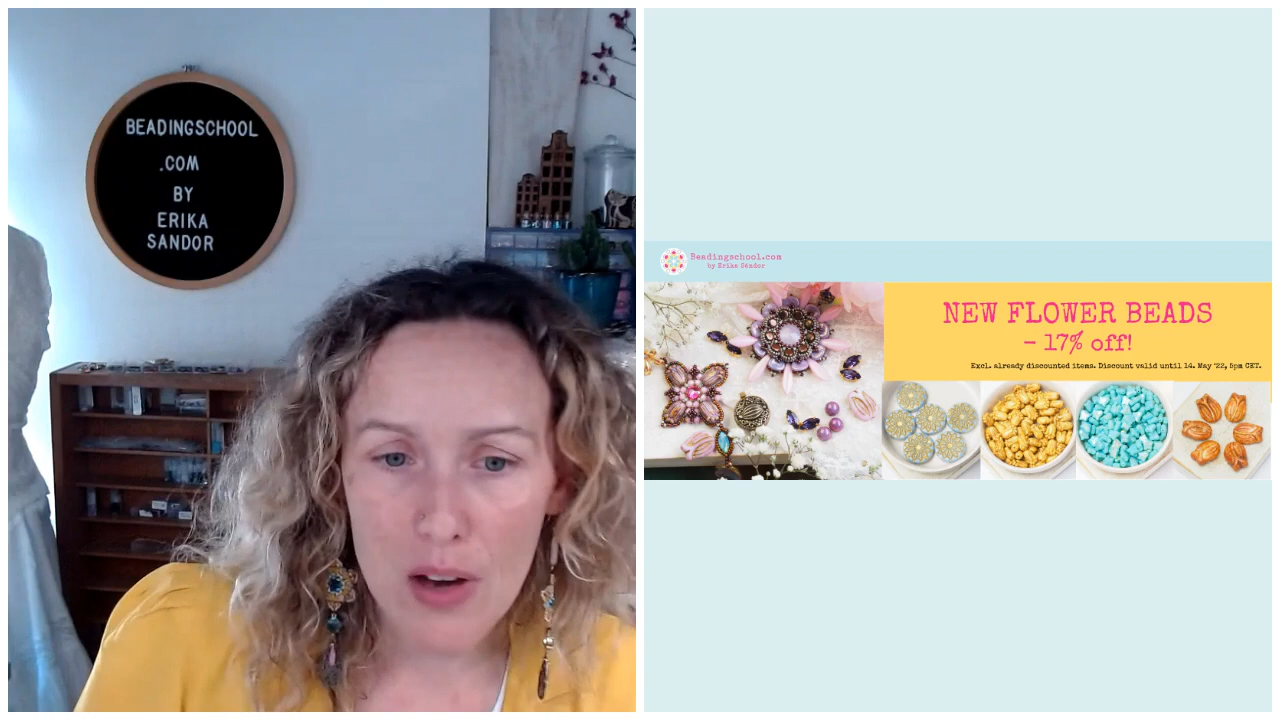 BEADINGSCHOOL
.COM
BY
ERIKA
SANDOR
Beadingschool.com
by Erika Sándor
NEW FLOWER BEADS
- 17% off!
Excl. already discounted items. Discount valid until 14. May '22, 5pm CET.